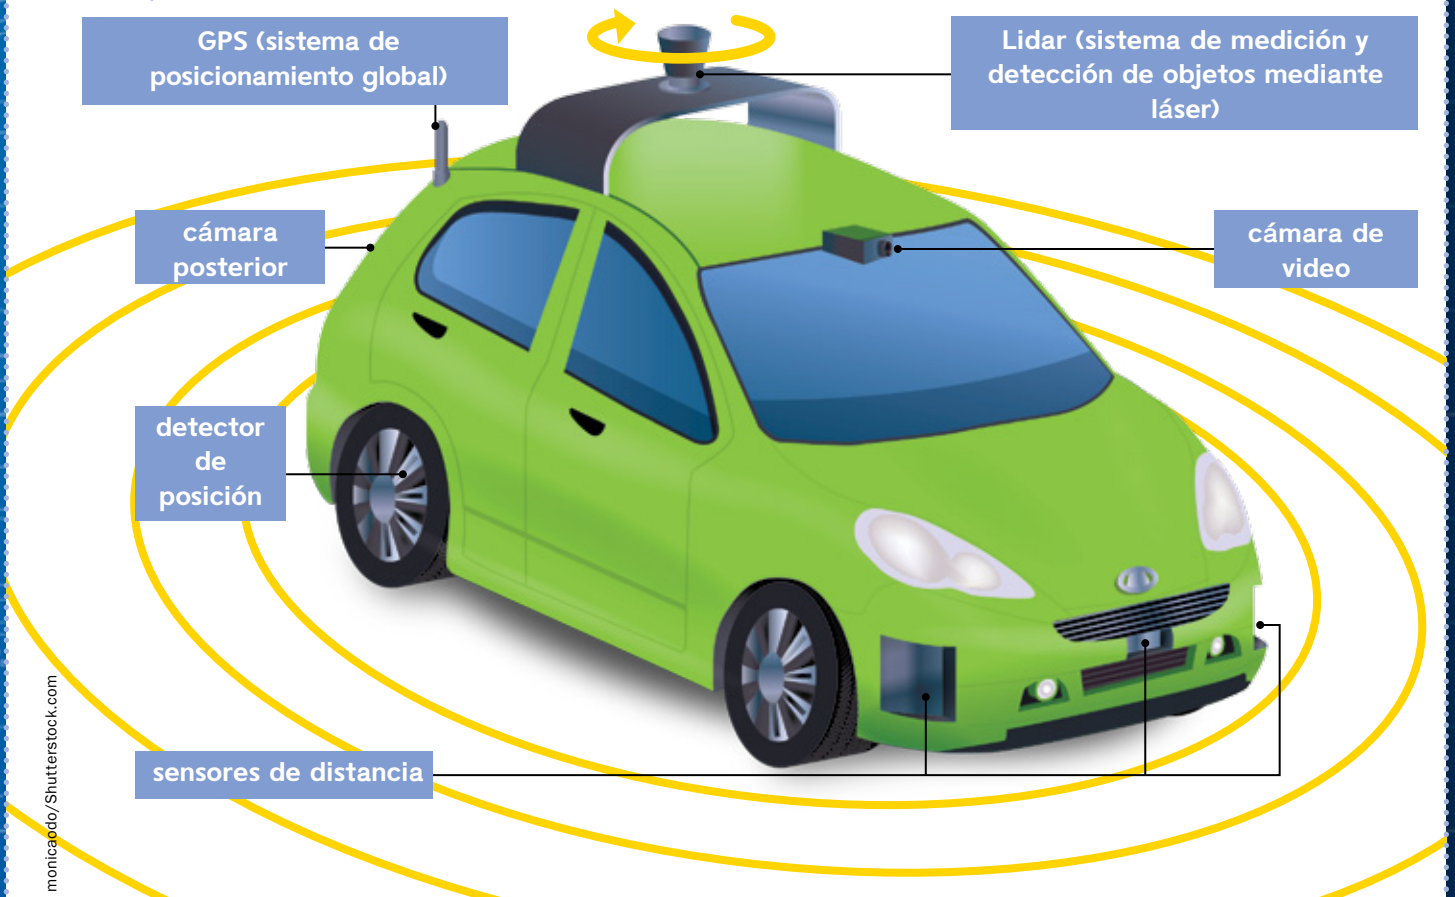 GPS (sistema de
posicionamiento global)
Lidar (sistema de medición y
detección de objetos mediante
láser)
cámara
posterior
cámara de
video
detector
de
posición
sensores de distancia
monicaodo/Shutterstock.com